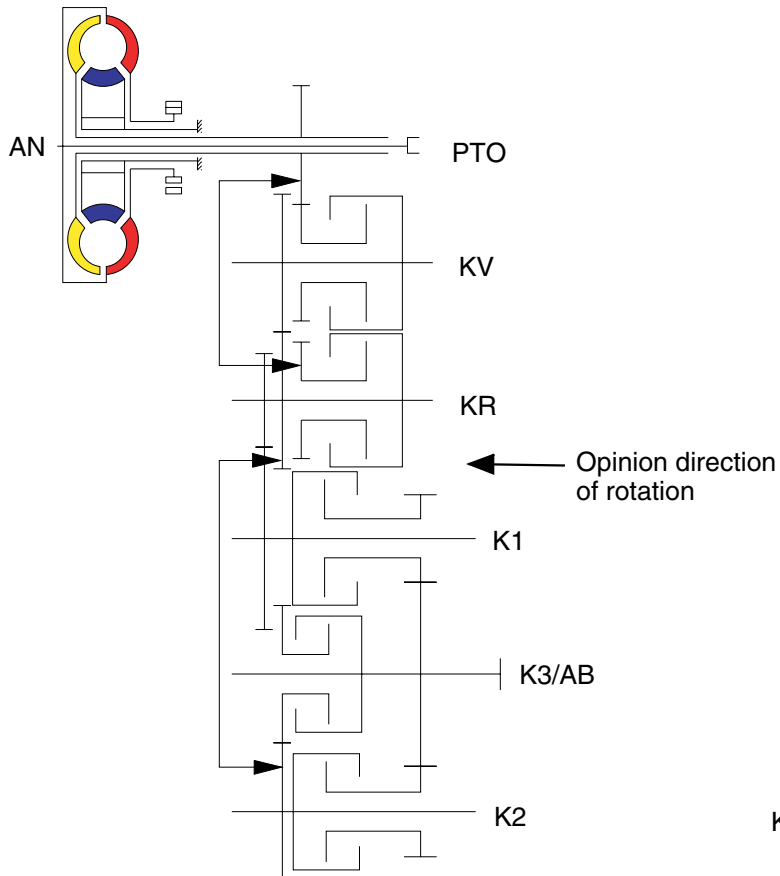 AN
PTO
KV
KR
Opinion direction
of rotation
K1
K3/AB
K2
K